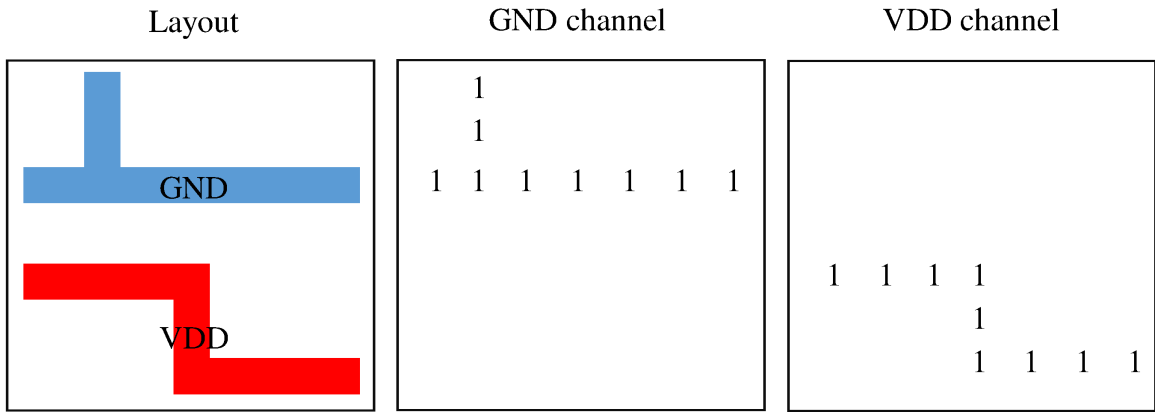 Layout
GND
VDD
GND channel
1
1
1 1 1 1 1 1 1
VDD channel
1 1 1 1
1
1 1 1 1